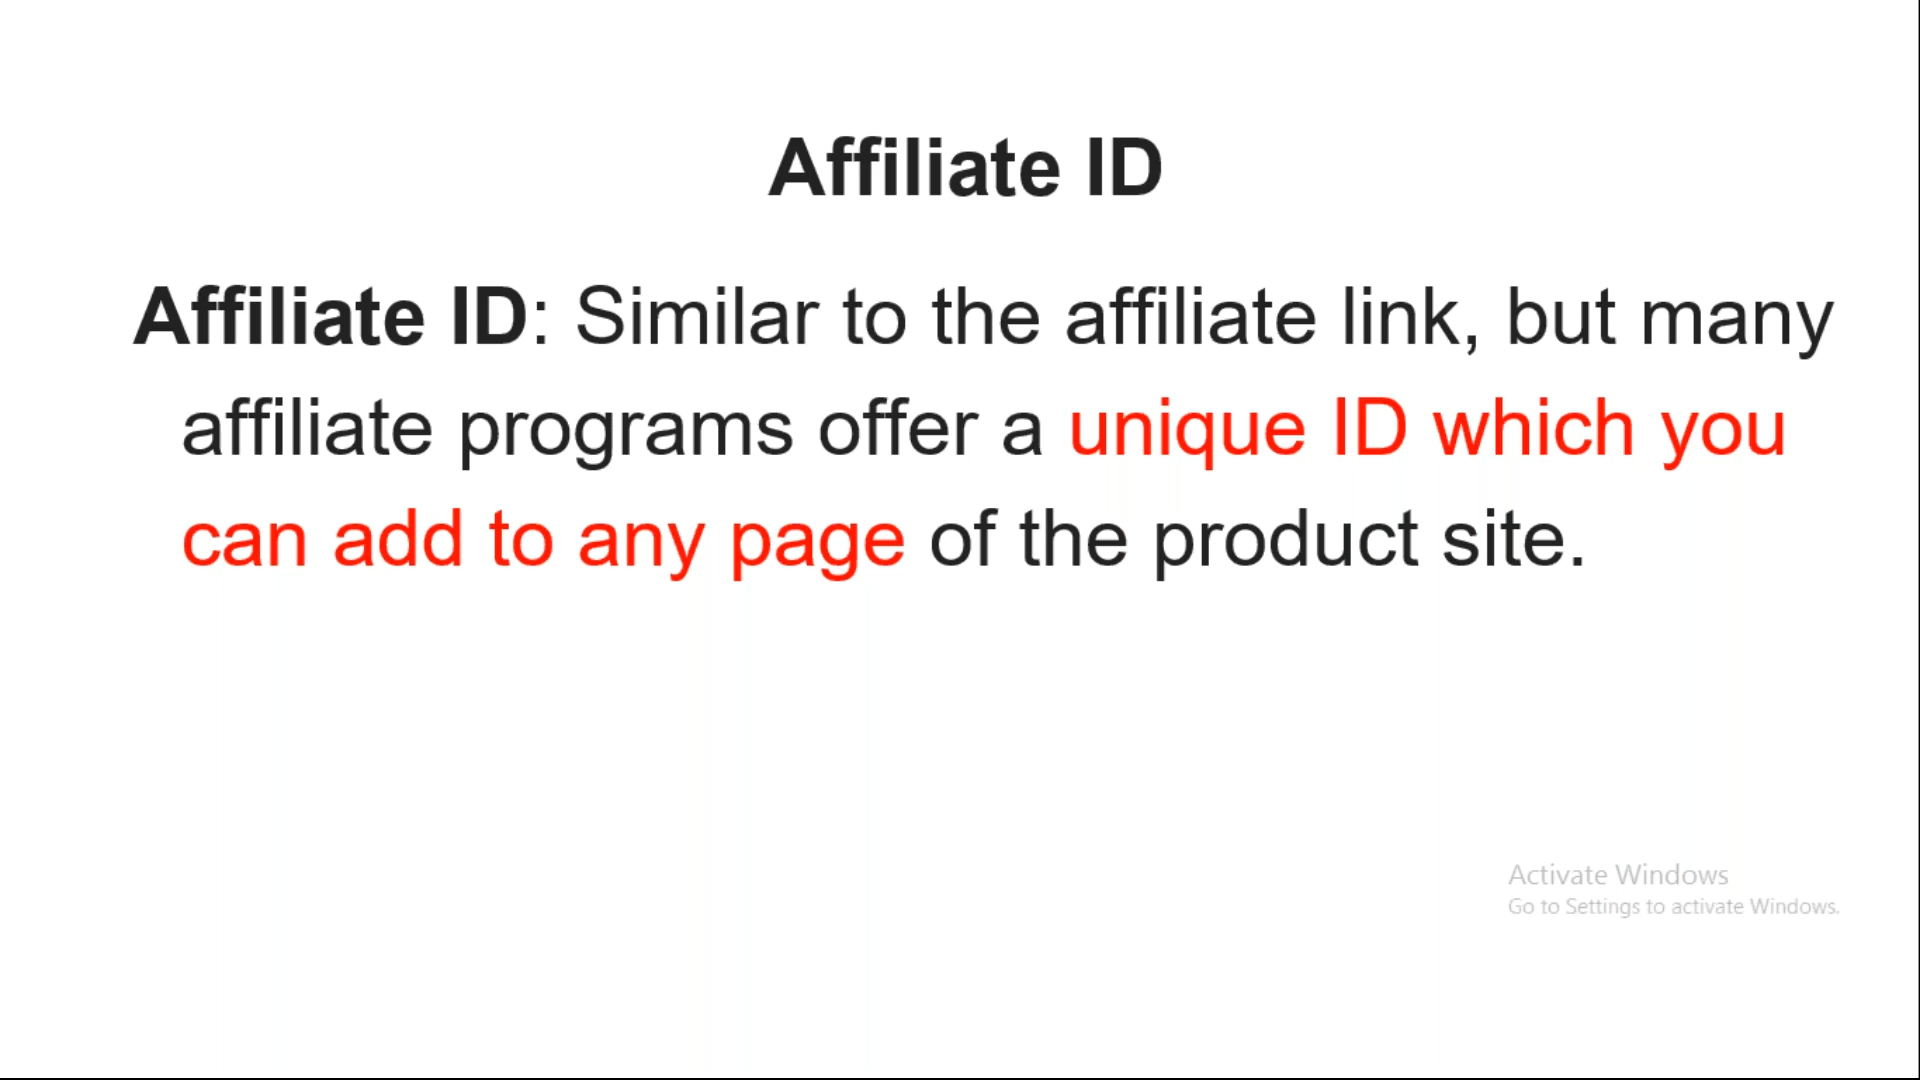 Affiliate ID
Affiliate ID: Similar to the affiliate link, but many
affiliate programs offer a unique ID which you
can add to any page of the product site.
Activate Windows
Go to Settings to activate Windows.